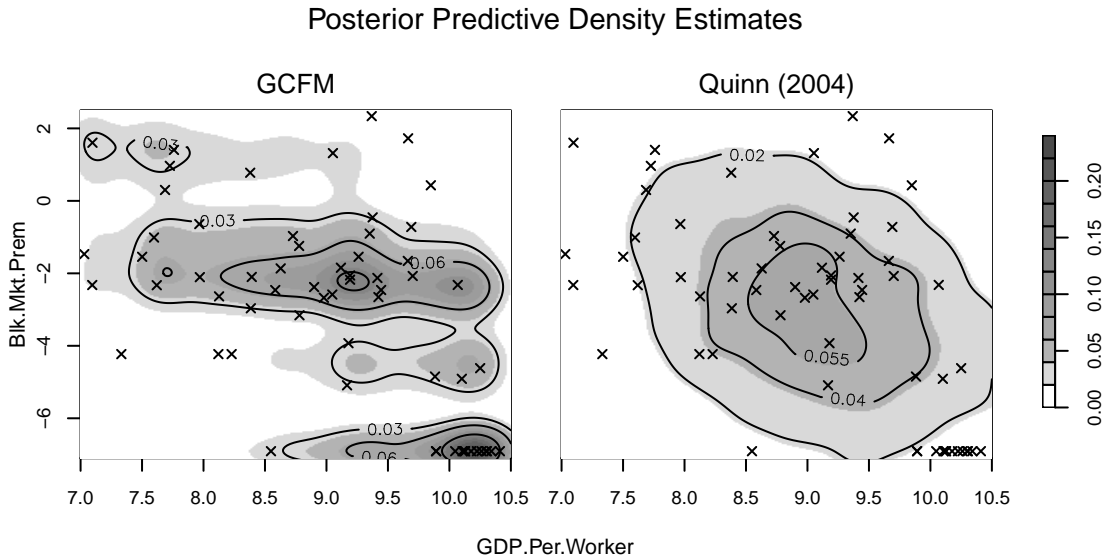 Posterior Predictive Density Estimates
GCFM
Quinn (2004)
Blk.Mkt.Prem
2
0
−2
−4
−6
0.03
0.03
0.06
0.03
0.06
0.02
0.055
0.04
7.0 7.5 8.0 8.5 9.0 9.5 10.0 10.5
7.0 7.5 8.0 8.5 9.0 9.5 10.0 10.5
0.00 0.05 0.10 0.15 0.20
GDP.Per.Worker